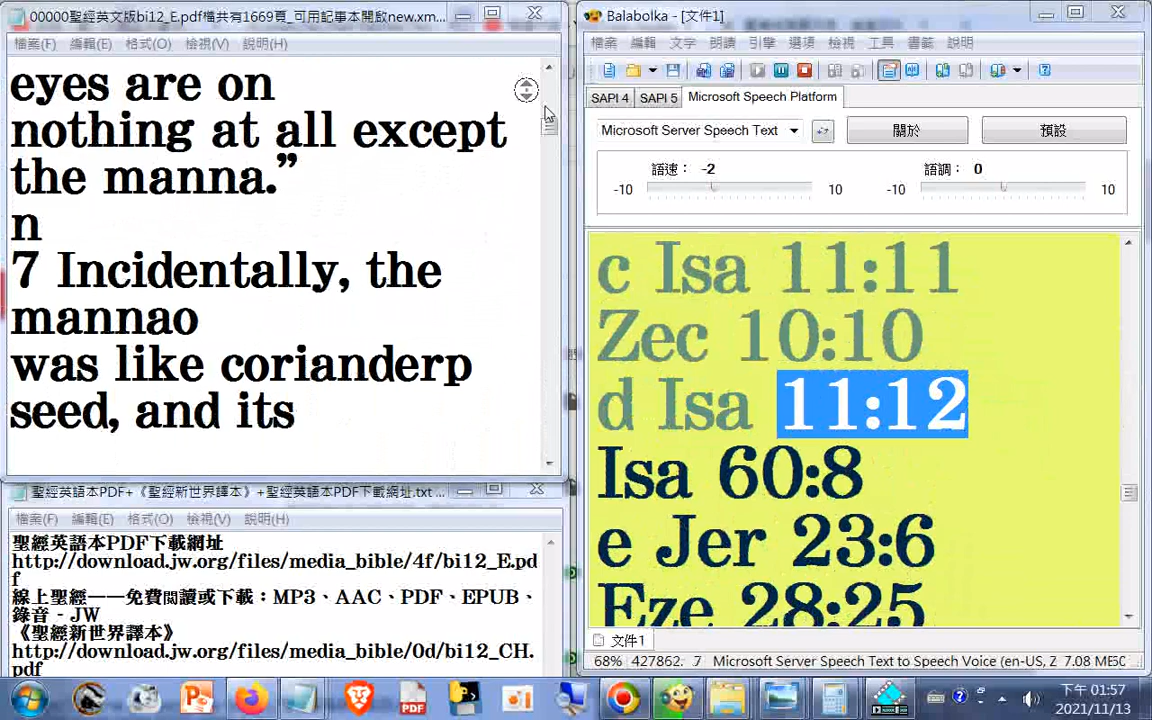 00000聖經英文版bi12_E.pdf檔共有1669頁_可用記事本開啟new.xm...
檔案(F) 編輯(E) 格式(O) 檢視(V) 說明(H)
eyes are on
nothing at all except
the manna.”
n
7 Incidentally, the
mannao
was like corianderp
seed, and its
聖經英語本PDF+《聖經新世界譯本》+聖經英語本PDF下載網址.txt ...
檔案(F) 編輯(E) 格式(O) 檢視(V) 說明(H)
聖經英語本PDF下載網址
http://download.jw.org/files/media_bible/4f/bi12_E.pd
f
線上聖經——免費閱讀或下載：MP3、AAC、PDF、EPUB、
錄音 - JW
《聖經新世界譯本》
http://download.jw.org/files/media_bible/0d/bi12_CH.
pdf
Balabolka - [文件1]
檔案 編輯 文字 朗讀 引擎 選項 檢視 工具 書籤 說明
SAPI 4 SAPI 5 Microsoft Speech Platform
Microsoft Server Speech Text 關於 預設
語速： -2 語調： 0
-10 10 -10 10
c Isa 11:11
Zec 10:10
d Isa 11:12
Isa 60:8
e Jer 23:6
Eze 28:25
文件1
68% 427862. 7 Microsoft Server Speech Text to Speech Voice (en-US, Z 7.08 ME50
下午 01:57
2021/11/13